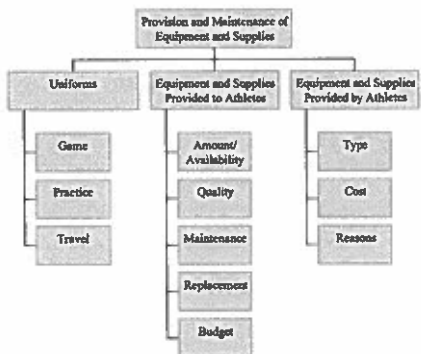 Provision and Maintenance of
Equipment and Supplies
Uniforms
Equipment and Supplies
Provided to Athletes
Equipment and Supplies
Provided by Athletes
Game
Practice
Travel
Amount/
Availability
Quality
Maintenance
Replacement
Budget
Type
Cost
Reasons